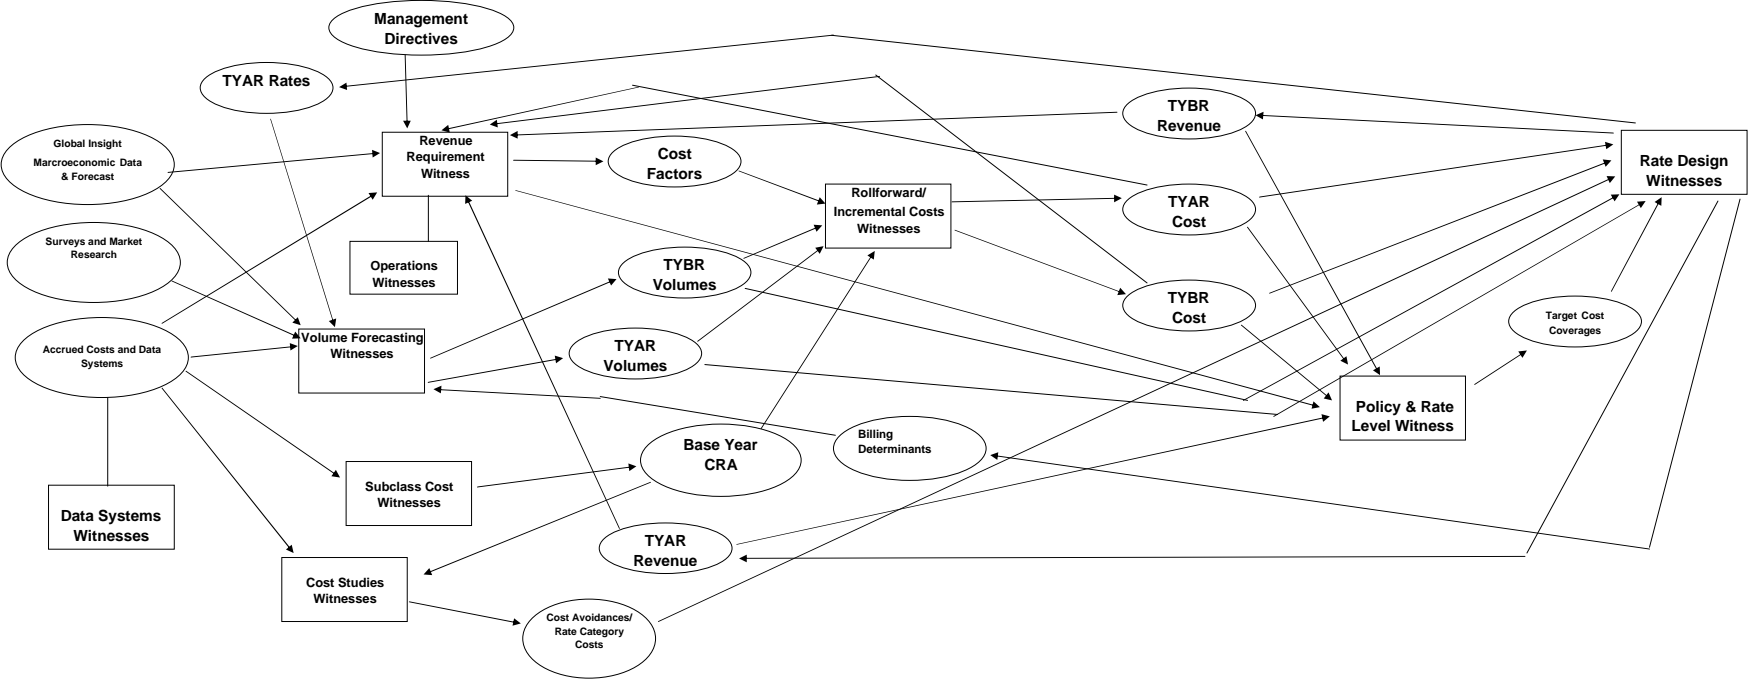 Management
Directives
TYAR Rates
TYBR
Revenue
Global Insight
Marcroeconomic Data
& Forecast
Revenue
Requirement
Witness
Cost
Factors
Rate Design
Witnesses
Rollforward/
Incremental Costs
Witnesses
TYAR
Cost
Surveys and Market
Research
Operations
Witnesses
TYBR
Volumes
TYBR
Cost
Target Cost
Coverages
Volume Forecasting
Witnesses
Accrued Costs and Data
Systems
TYAR
Volumes
Policy & Rate
Level Witness
Base Year
CRA
Billing
Determinants
Subclass Cost
Witnesses
Data Systems
Witnesses
TYAR
Revenue
Cost Studies
Witnesses
Cost Avoidances/
Rate Category
Costs